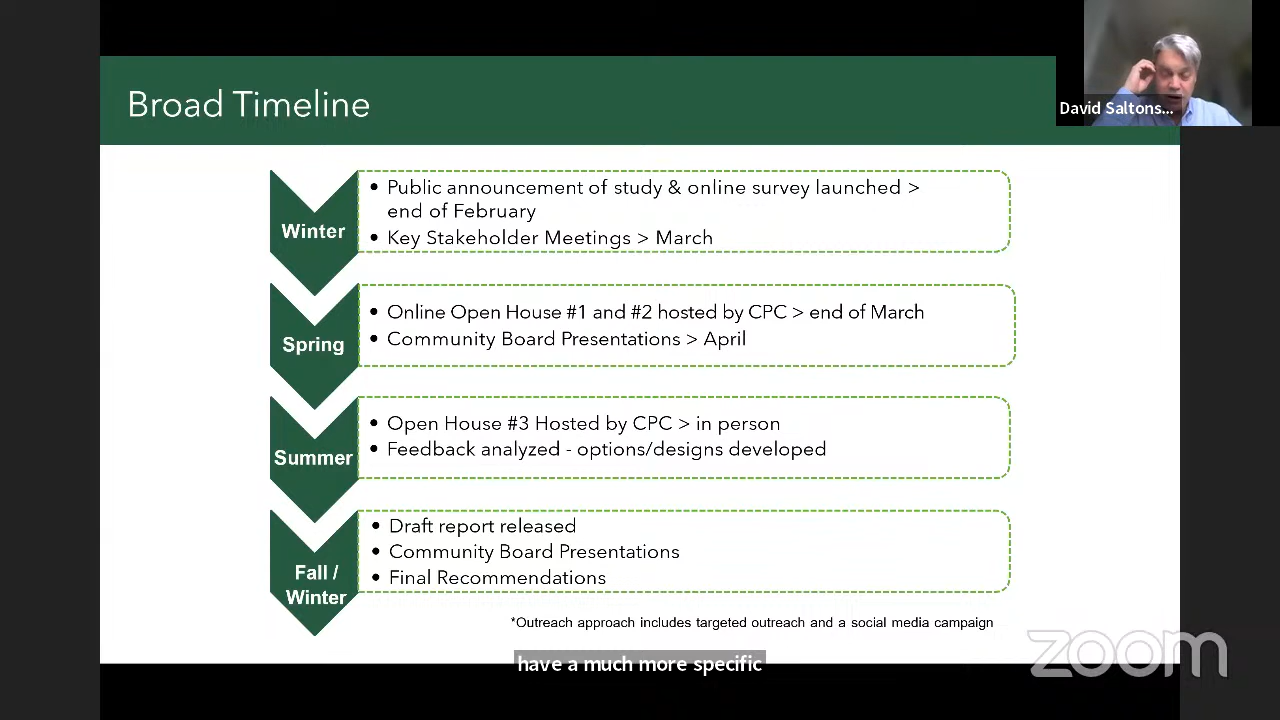 Broad Timeline
David Saltons...
Winter
• Public announcement of study & online survey launched >
end of February
• Key Stakeholder Meetings > March
Spring
• Online Open House #1 and #2 hosted by CPC > end of March
• Community Board Presentations > April
Summer
• Open House #3 Hosted by CPC > in person
• Feedback analyzed - options/designs developed
Fall /
Winter
• Draft report released
• Community Board Presentations
• Final Recommendations
*Outreach approach includes targeted outreach and a social media campaign
zoom
have a much more specific